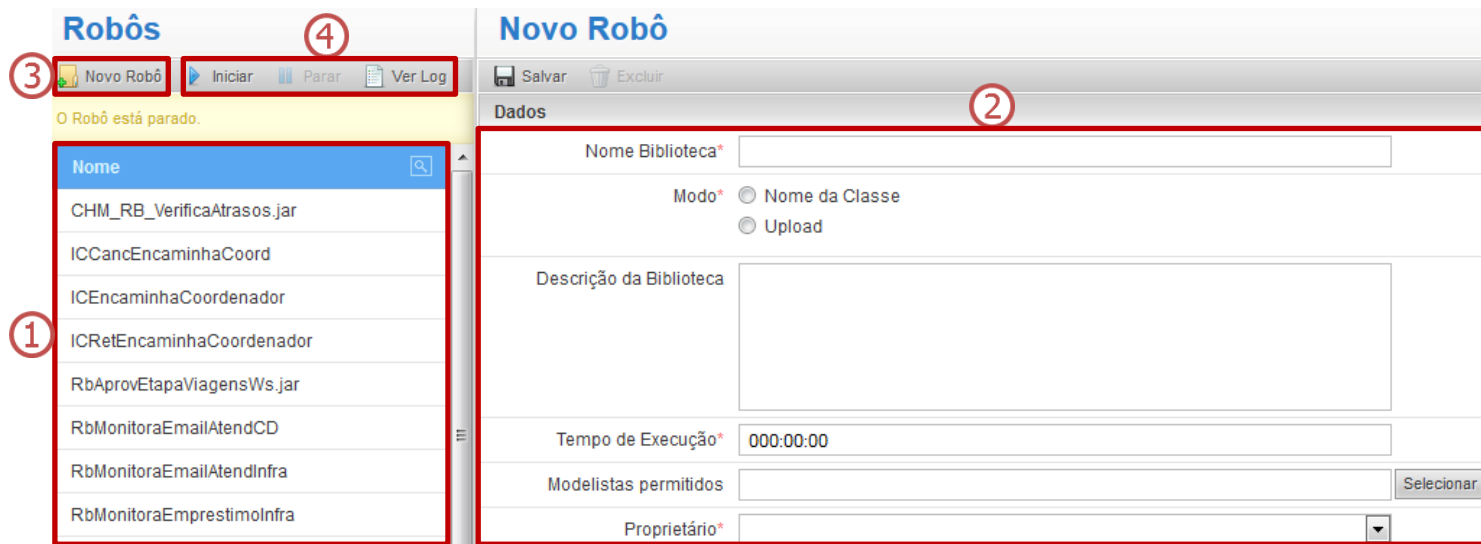 Robôs
4
3
Novo Robô Iniciar Parar Ver Log
O Robô está parado.
1
Nome
CHM_RB_VerificaAtrasos.jar
ICCancEncaminhaCoord
ICEncaminhaCoordenador
ICRetEncaminhaCoordenador
RbAprovEtapaViagensWs.jar
RbMonitoraEmailAtendCD
RbMonitoraEmailAtendInfra
RbMonitoraEmprestimoInfra
Novo Robô
Salvar Excluir
Dados
2
Nome Biblioteca*
Modo* Nome da Classe
Upload
Descrição da Biblioteca
Tempo de Execução* 000:00:00
Modelistas permitidos Selecionar
Proprietário*